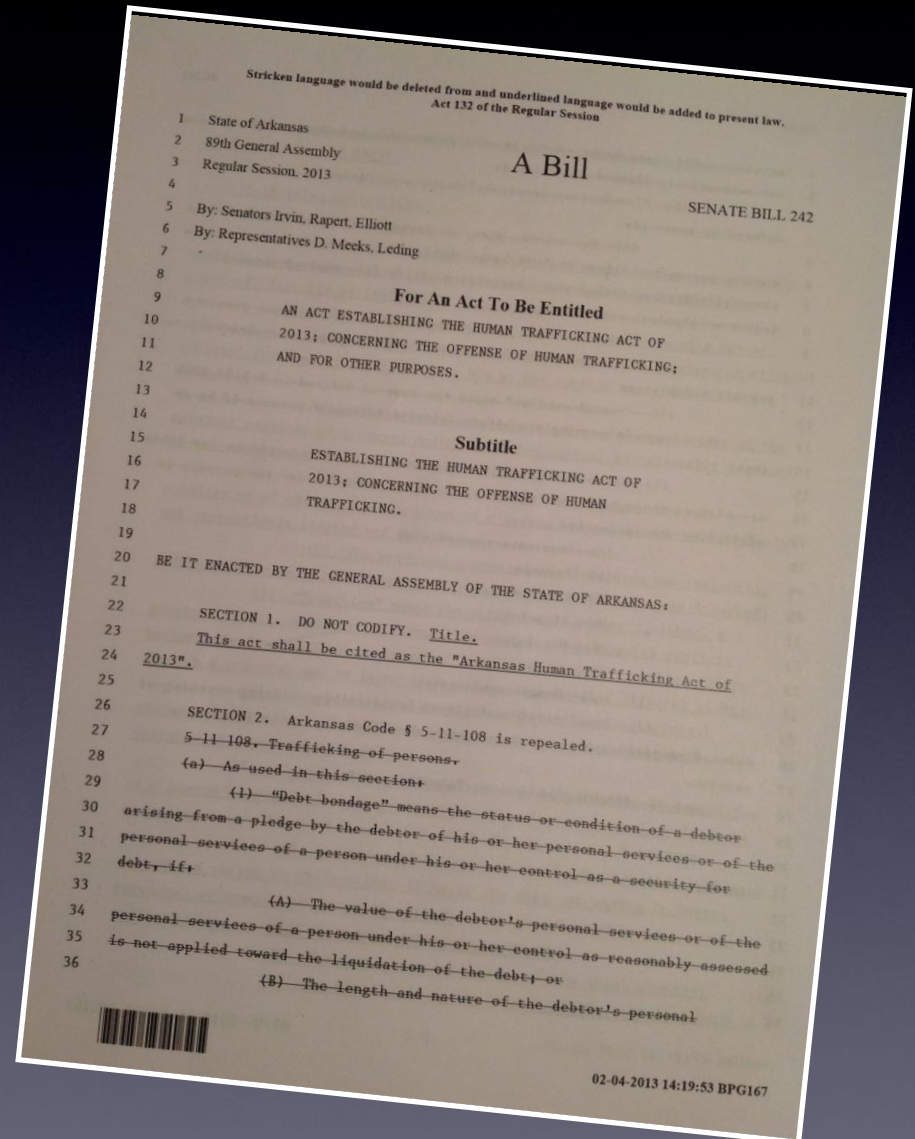 Stricken language would be deleted from and underlined language would be added to present law.
Act 132 of the Regular Session
1 State of Arkansas
2 89th General Assembly
A Bill
3 Regular Session, 2013
SENATE BILL 242
4
5 By: Senators Irvin, Rapert, Elliott
6 By: Representatives D. Meeks, Leding
7
8
For An Act To Be Entitled
9 AN ACT ESTABLISHING THE HUMAN TRAFFICKING ACT OF
10 2013; CONCERNING THE OFFENSE OF HUMAN TRAFFICKING;
11 AND FOR OTHER PURPOSES.
12
13
14
Subtitle
15 ESTABLISHING THE HUMAN TRAFFICKING ACT OF
16 2013; CONCERNING THE OFFENSE OF HUMAN
17 TRAFFICKING.
18
19
20 BE IT ENACTED BY THE GENERAL ASSEMBLY OF THE STATE OF ARKANSAS:
21
22 SECTION 1. DO NOT CODIFY. Title.
23 This act shall be cited as the "Arkansas Human Trafficking Act of
24 2013".
25
26 SECTION 2. Arkansas Code § 5-11-108 is repealed.
27 5-11-108. Trafficking of persons.
28 (a) As used in this section:
29 (1) “Debt bondage” means the status or condition of a debtor
30 arising from a pledge by the debtor of his or her personal services or of the
31 personal services of a person under his or her control as a security for
32 debt, if:
33 (A) The value of the debtor's personal services or of the
34 personal services of a person under his or her control as reasonably assessed
35 is not applied toward the liquidation of the debt; or
36 (B) The length and nature of the debtor's personal
02-04-2013 14:19:53 BPG167